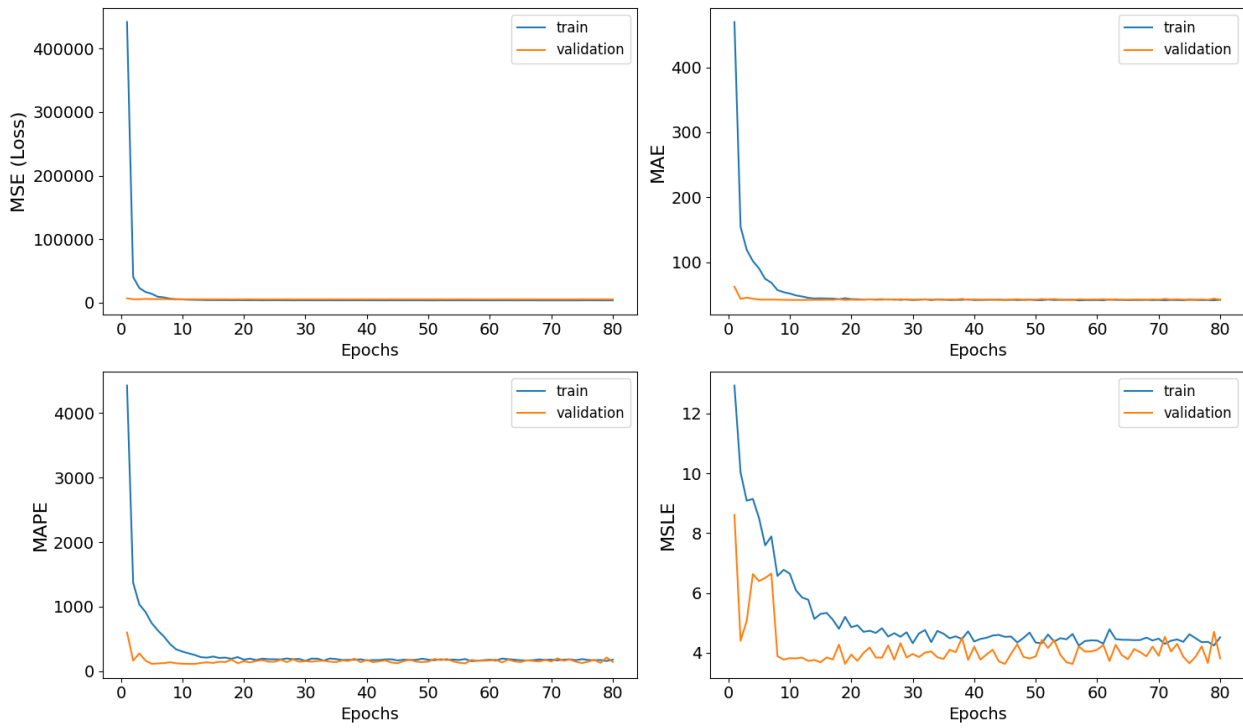 MSE (Loss)
400000
300000
200000
100000
0
train
validation
0 10 20 30 40 50 60 70 80
Epochs
MAE
400
300
200
100
train
validation
0 10 20 30 40 50 60 70 80
Epochs
MAPE
4000
3000
2000
1000
0
train
validation
0 10 20 30 40 50 60 70 80
Epochs
MSLE
12
10
8
6
4
train
validation
0 10 20 30 40 50 60 70 80
Epochs